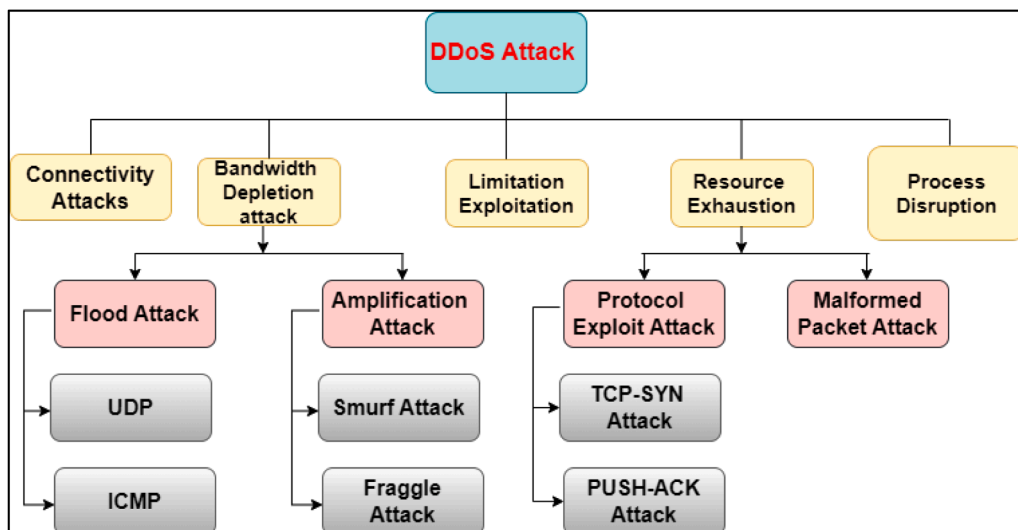 DDoS Attack
Connectivity
Attacks
Bandwidth
Depletion
attack
Limitation
Exploitation
Resource
Exhaustion
Process
Disruption
Flood Attack
Amplification
Attack
Protocol
Exploit Attack
Malformed
Packet Attack
UDP
Smurf Attack
TCP-SYN
Attack
ICMP
Fraggle
Attack
PUSH-ACK
Attack